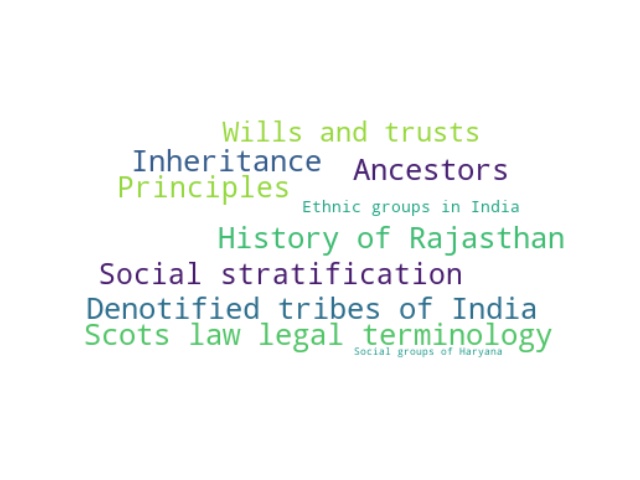 Wills and trusts
Inheritance
Ancestors
Principles
Ethnic groups in India
History of Rajasthan
Social stratification
Denotified tribes of India
Scots law legal terminology
Social groups of Haryana